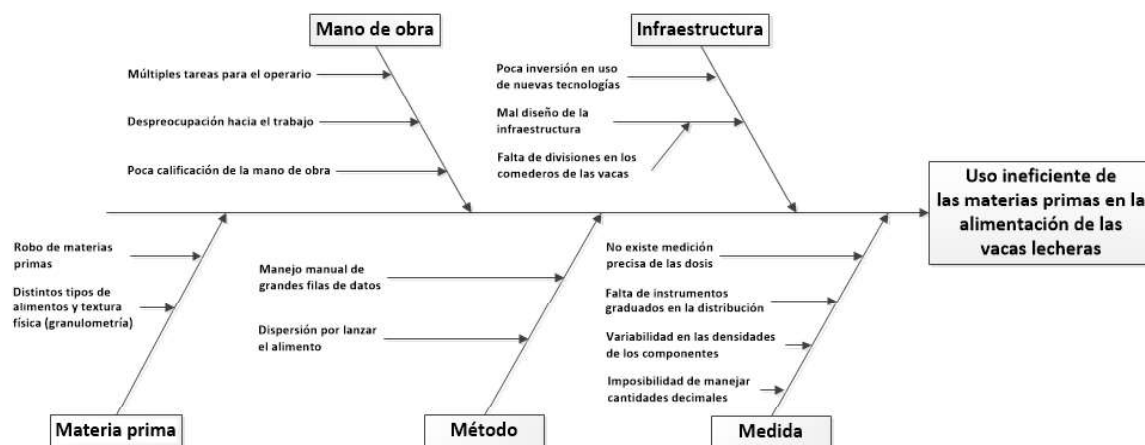 Mano de obra
Infraestructura
Múltiples tareas para el operario
Despreocupación hacia el trabajo
Poca calificación de la mano de obra
Poca inversión en uso
de nuevas tecnologías
Mal diseño de la
infraestructura
Falta de divisiones en los
comederos de las vacas
Uso ineficiente de
las materias primas en la
alimentación de las
vacas lecheras
Robo de materias
primas
Distintos tipos de
alimentos y textura
física (granulometría)
Manejo manual de
grandes filas de datos
Dispersión por lanzar
el alimento
No existe medición
precisa de las dosis
Falta de instrumentos
graduados en la distribución
Variabilidad en las densidades
de los componentes
Imposibilidad de manejar
cantidades decimales
Materia prima
Método
Medida